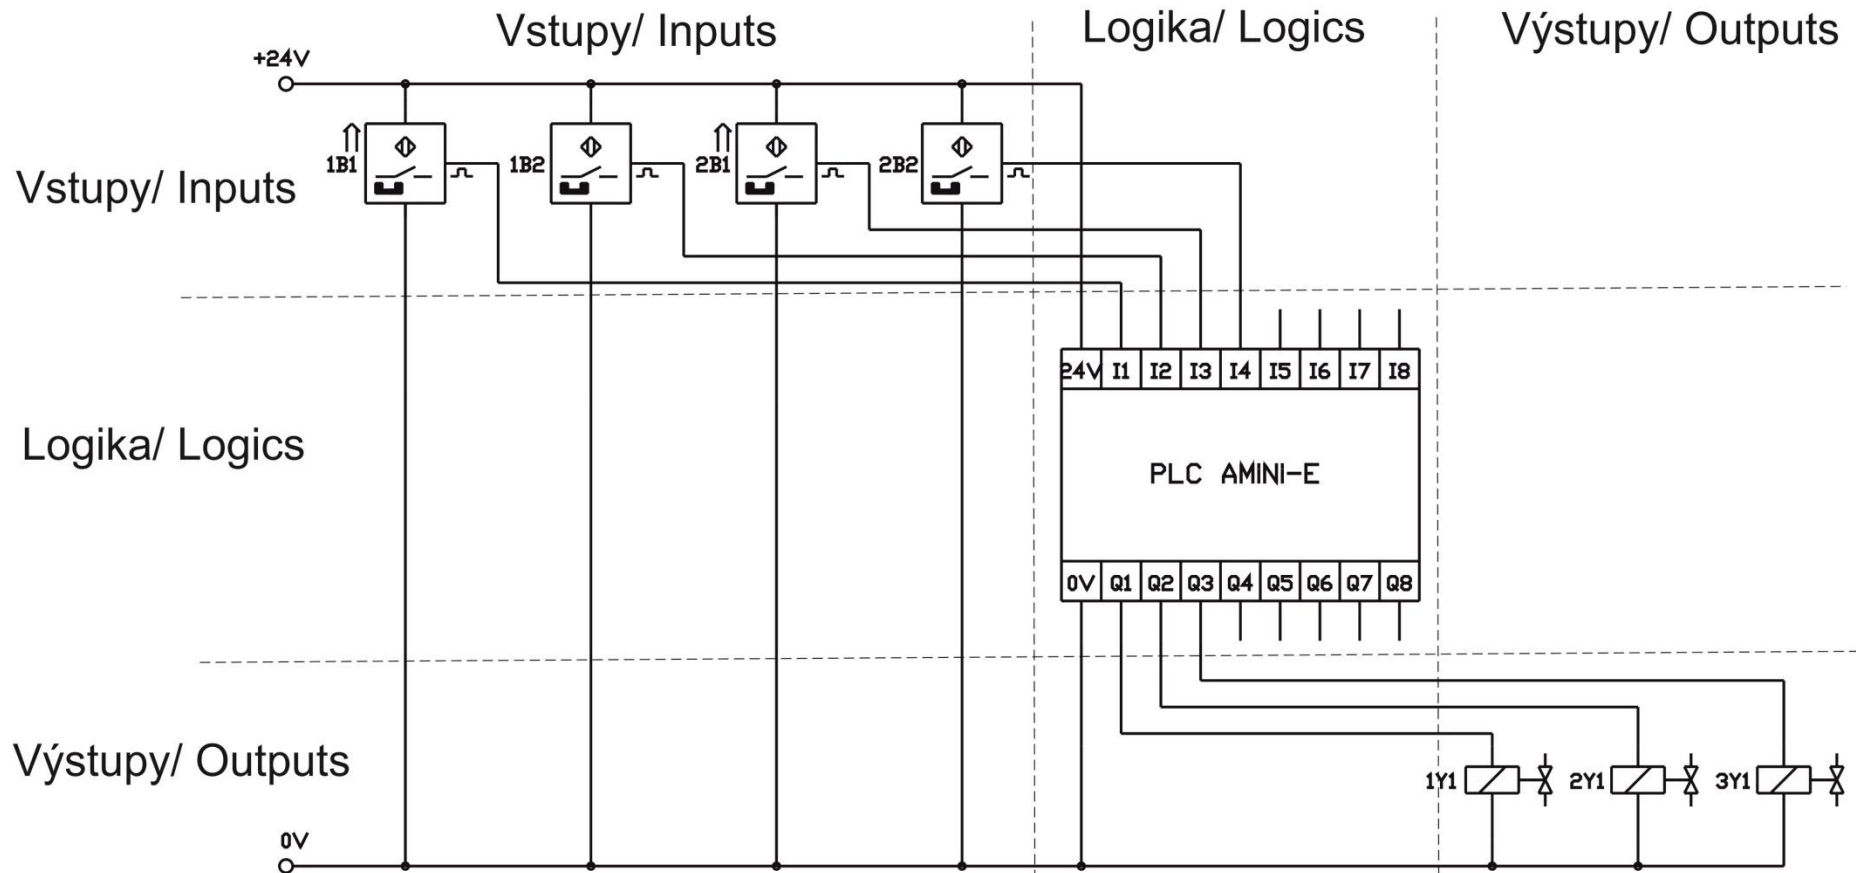 Vstupy/ Inputs
Logika/ Logics
Výstupy/ Outputs
+24V
1B1
1B2
2B1
2B2
Vstupy/ Inputs
24V I1 I2 I3 I4 I5 I6 I7 I8
Logika/ Logics
PLC AMINI-E
0V Q1 Q2 Q3 Q4 Q5 Q6 Q7 Q8
Výstupy/ Outputs
1Y1
2Y1
3Y1
0V